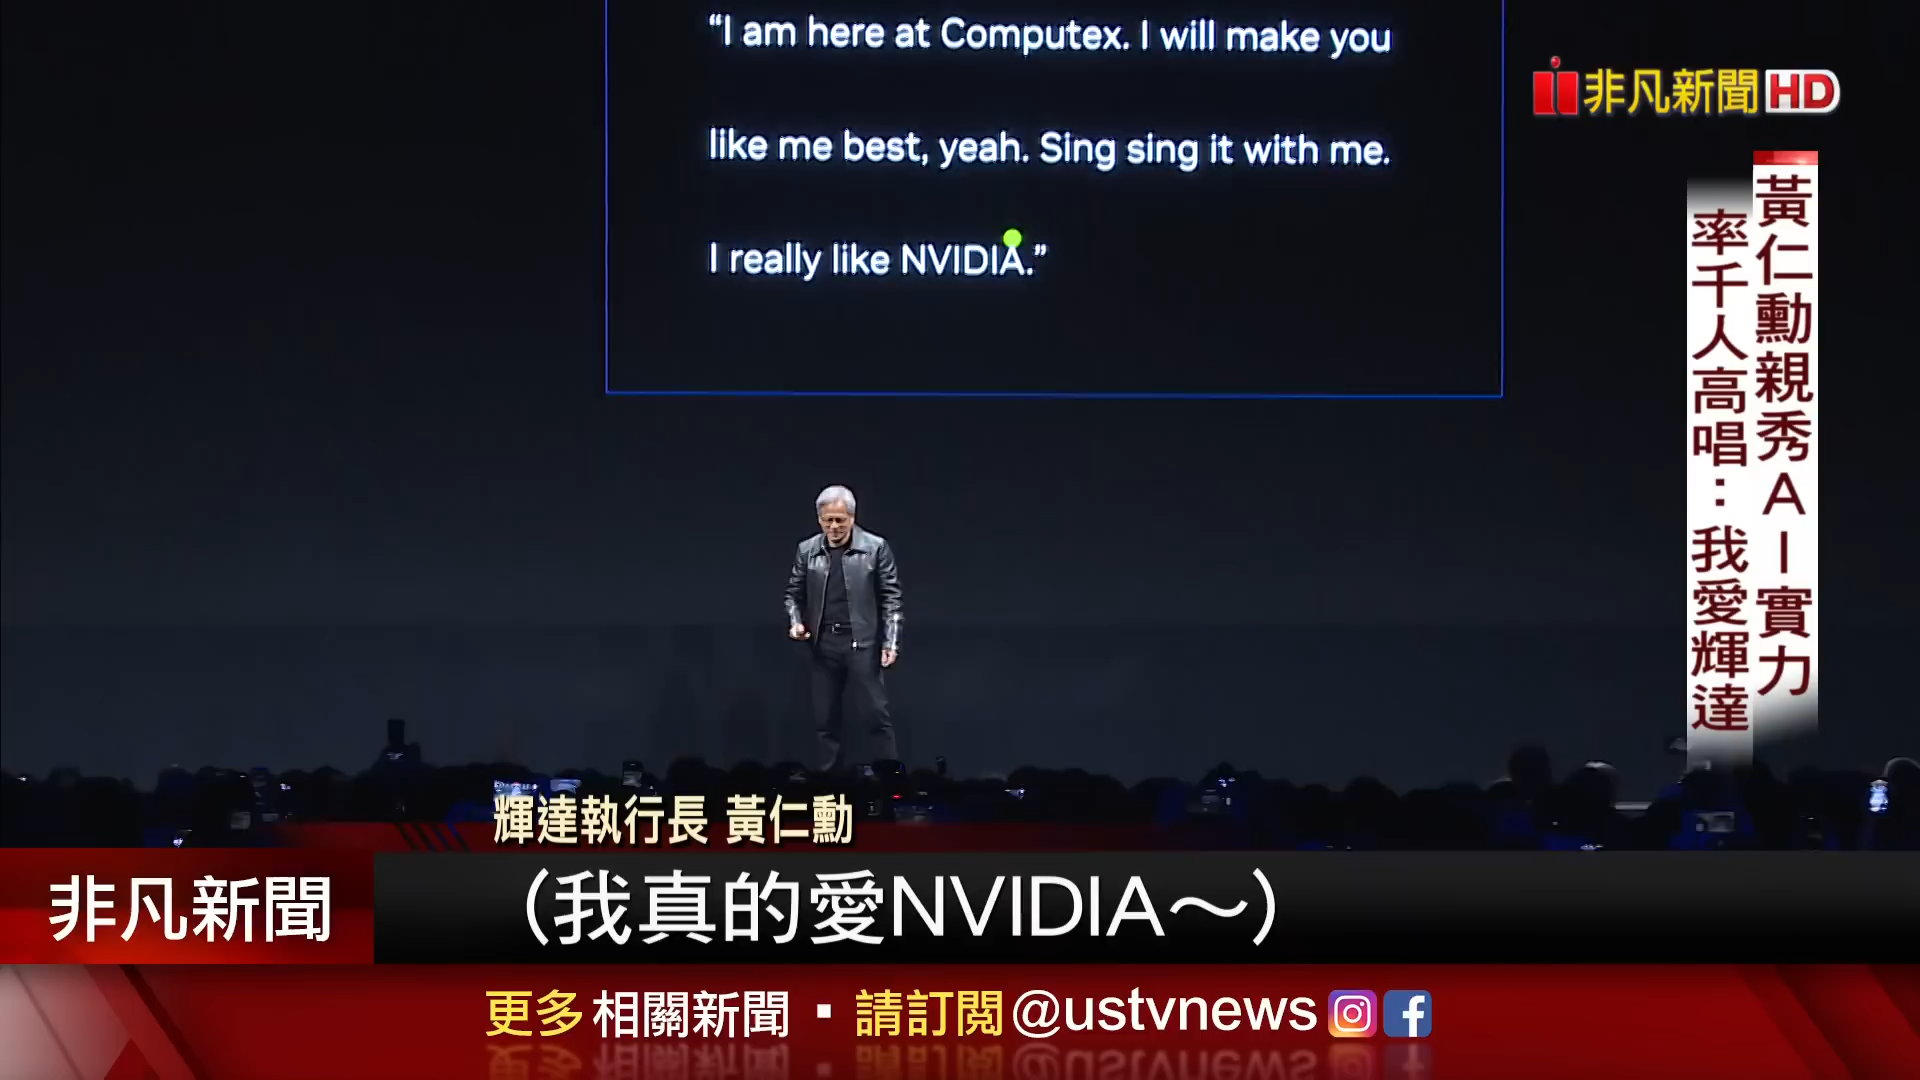 “I am here at Computex. I will make you
like me best, yeah. Sing sing it with me.
I really like NVIDIA.”
非凡新聞HD
黃仁勳親秀AI實力
率千人高唱：我愛輝達
輝達執行長 黃仁勳
非凡新聞
（我真的愛NVIDIA～）
更多相關新聞 ▪ 請訂閱@ustvnews